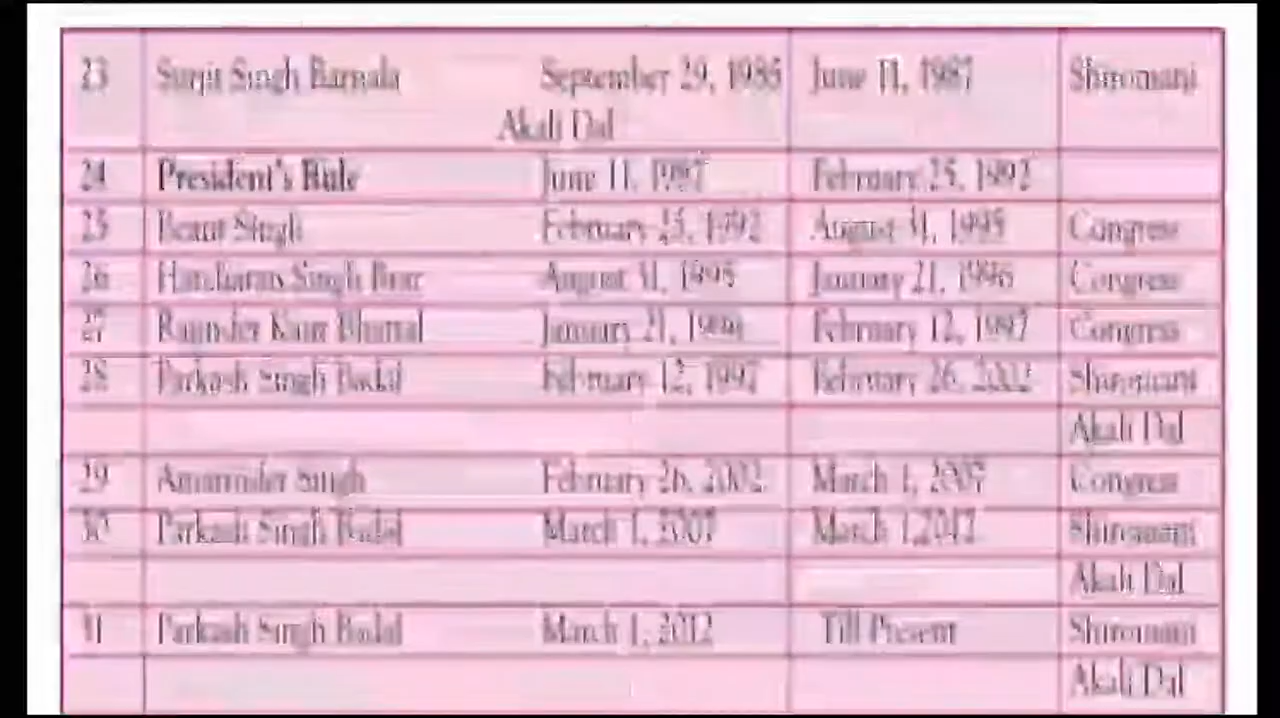 23 Surjit Singh Barnala September 29, 1985 June 11, 1987 Shiromani
Akali Dal
24 President's Rule June 11, 1987 February 25, 1992
25 Beant Singh February 25, 1992 August 31, 1995 Congress
26 Harcharan Singh Brar August 31, 1995 January 21, 1996 Congress
27 Rajinder Kaur Bhattal January 21, 1996 February 12, 1997 Congress
28 Parkash Singh Badal February 12, 1997 February 26, 2002 Shiromani
Akali Dal
29 Amarinder Singh February 26, 2002 March 1, 2007 Congress
30 Parkash Singh Badal March 1, 2007 March 1,2012 Shiromani
Akali Dal
31 Parkash Singh Badal March 1, 2012 Till Present Shiromani
Akali Dal